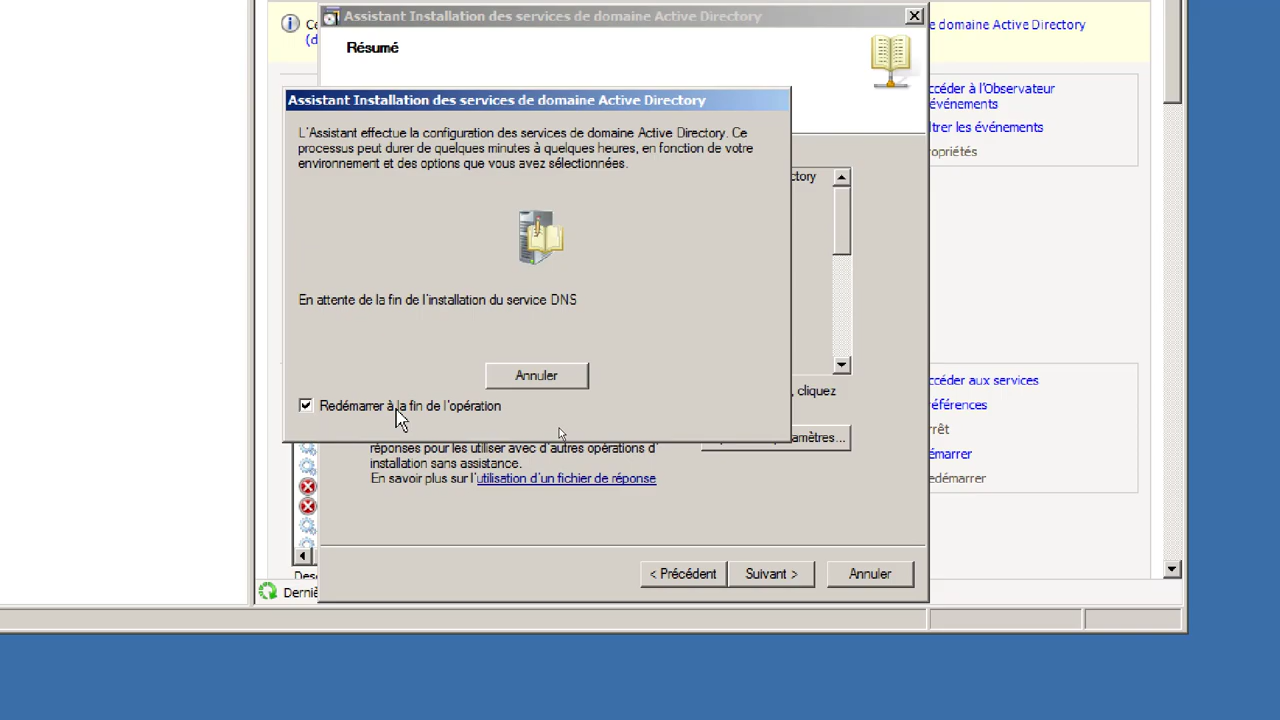 Assistant Installation des services de domaine Active Directory
Ce
(d
e domaine Active Directory
Résumé
ccéder à l'Observateur
événements
ltrer les événements
opriétés
Assistant Installation des services de domaine Active Directory
L'Assistant effectue la configuration des services de domaine Active Directory. Ce
processus peut durer de quelques minutes à quelques heures, en fonction de votre
environnement et des options que vous avez sélectionnées.
ctory
En attente de la fin de l'installation du service DNS
Annuler
Redémarrer à la fin de l'opération
, cliquez
amètres...
ccéder aux services
éférences
rrêt
émarrer
edémarrer
réponses pour les utiliser avec d'autres opérations d'
installation sans assistance.
En savoir plus sur l'utilisation d'un fichier de réponse
< Précédent
Suivant >
Annuler
Desc
Derniè